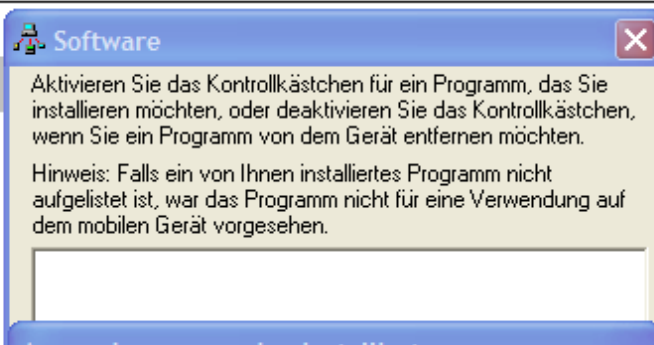 Software
Aktivieren Sie das Kontrollkästchen für ein Programm, das Sie
installieren möchten, oder deaktivieren Sie das Kontrollkästchen,
wenn Sie ein Programm von dem Gerät entfernen möchten.
Hinweis: Falls ein von Ihnen installiertes Programm nicht
aufgelistet ist, war das Programm nicht für eine Verwendung auf
dem mobilen Gerät vorgesehen.